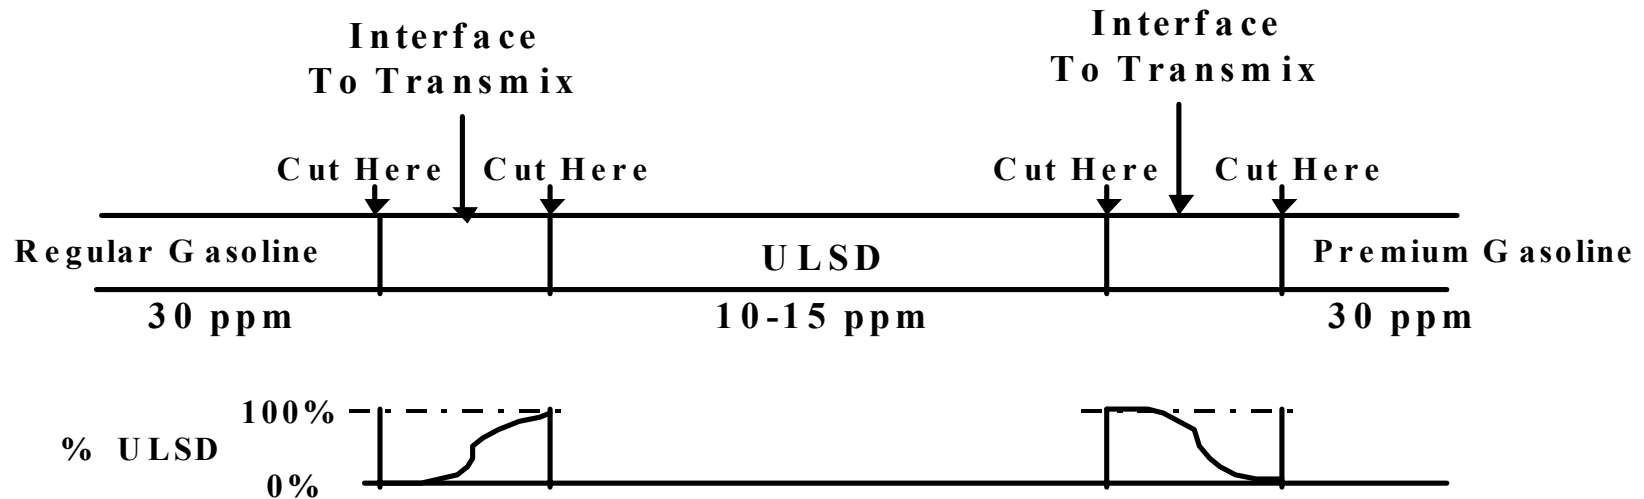 Interface
To Transmix
Interface
To Transmix
Cut Here
Cut Here
Cut Here
Cut Here
Regular Gasoline
ULSD
Premium Gasoline
30 ppm
10-15 ppm
30 ppm
100%
% ULSD
0%